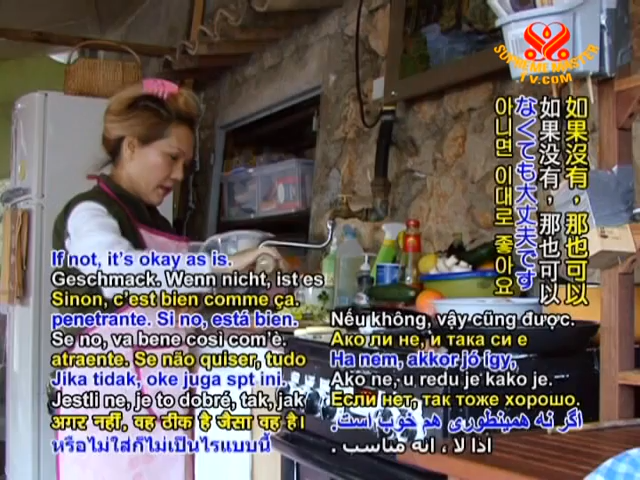 SUPREME MASTER
TV.COM
如果沒有，那也可以
如果没有，那也可以
なくても大丈夫です
아니면 이대로 좋아요
If not, it's okay as is.
Geschmack. Wenn nicht, ist es
Sinon, c'est bien comme ça.
penetrante. Si no, está bien.
Se no, va bene così com'è.
atraente. Se não quiser, tudo
Jika tidak, oke juga spt ini.
Jestli ne, je to dobré, tak, jak
अगर नहीं, वह ठीक है जैसा वह है।
หรือไม่ใส่ก็ไม่เป็นไรแบบนี้
Nếu không, vậy cũng được.
Ако ли не, и така си е
Ha nem, akkor jó így,
Ako ne, u redu je kako je.
Если нет, так тоже хорошо.
اگر نه همینطوری هم خوب است.
اذا لا ، انه مناسب .